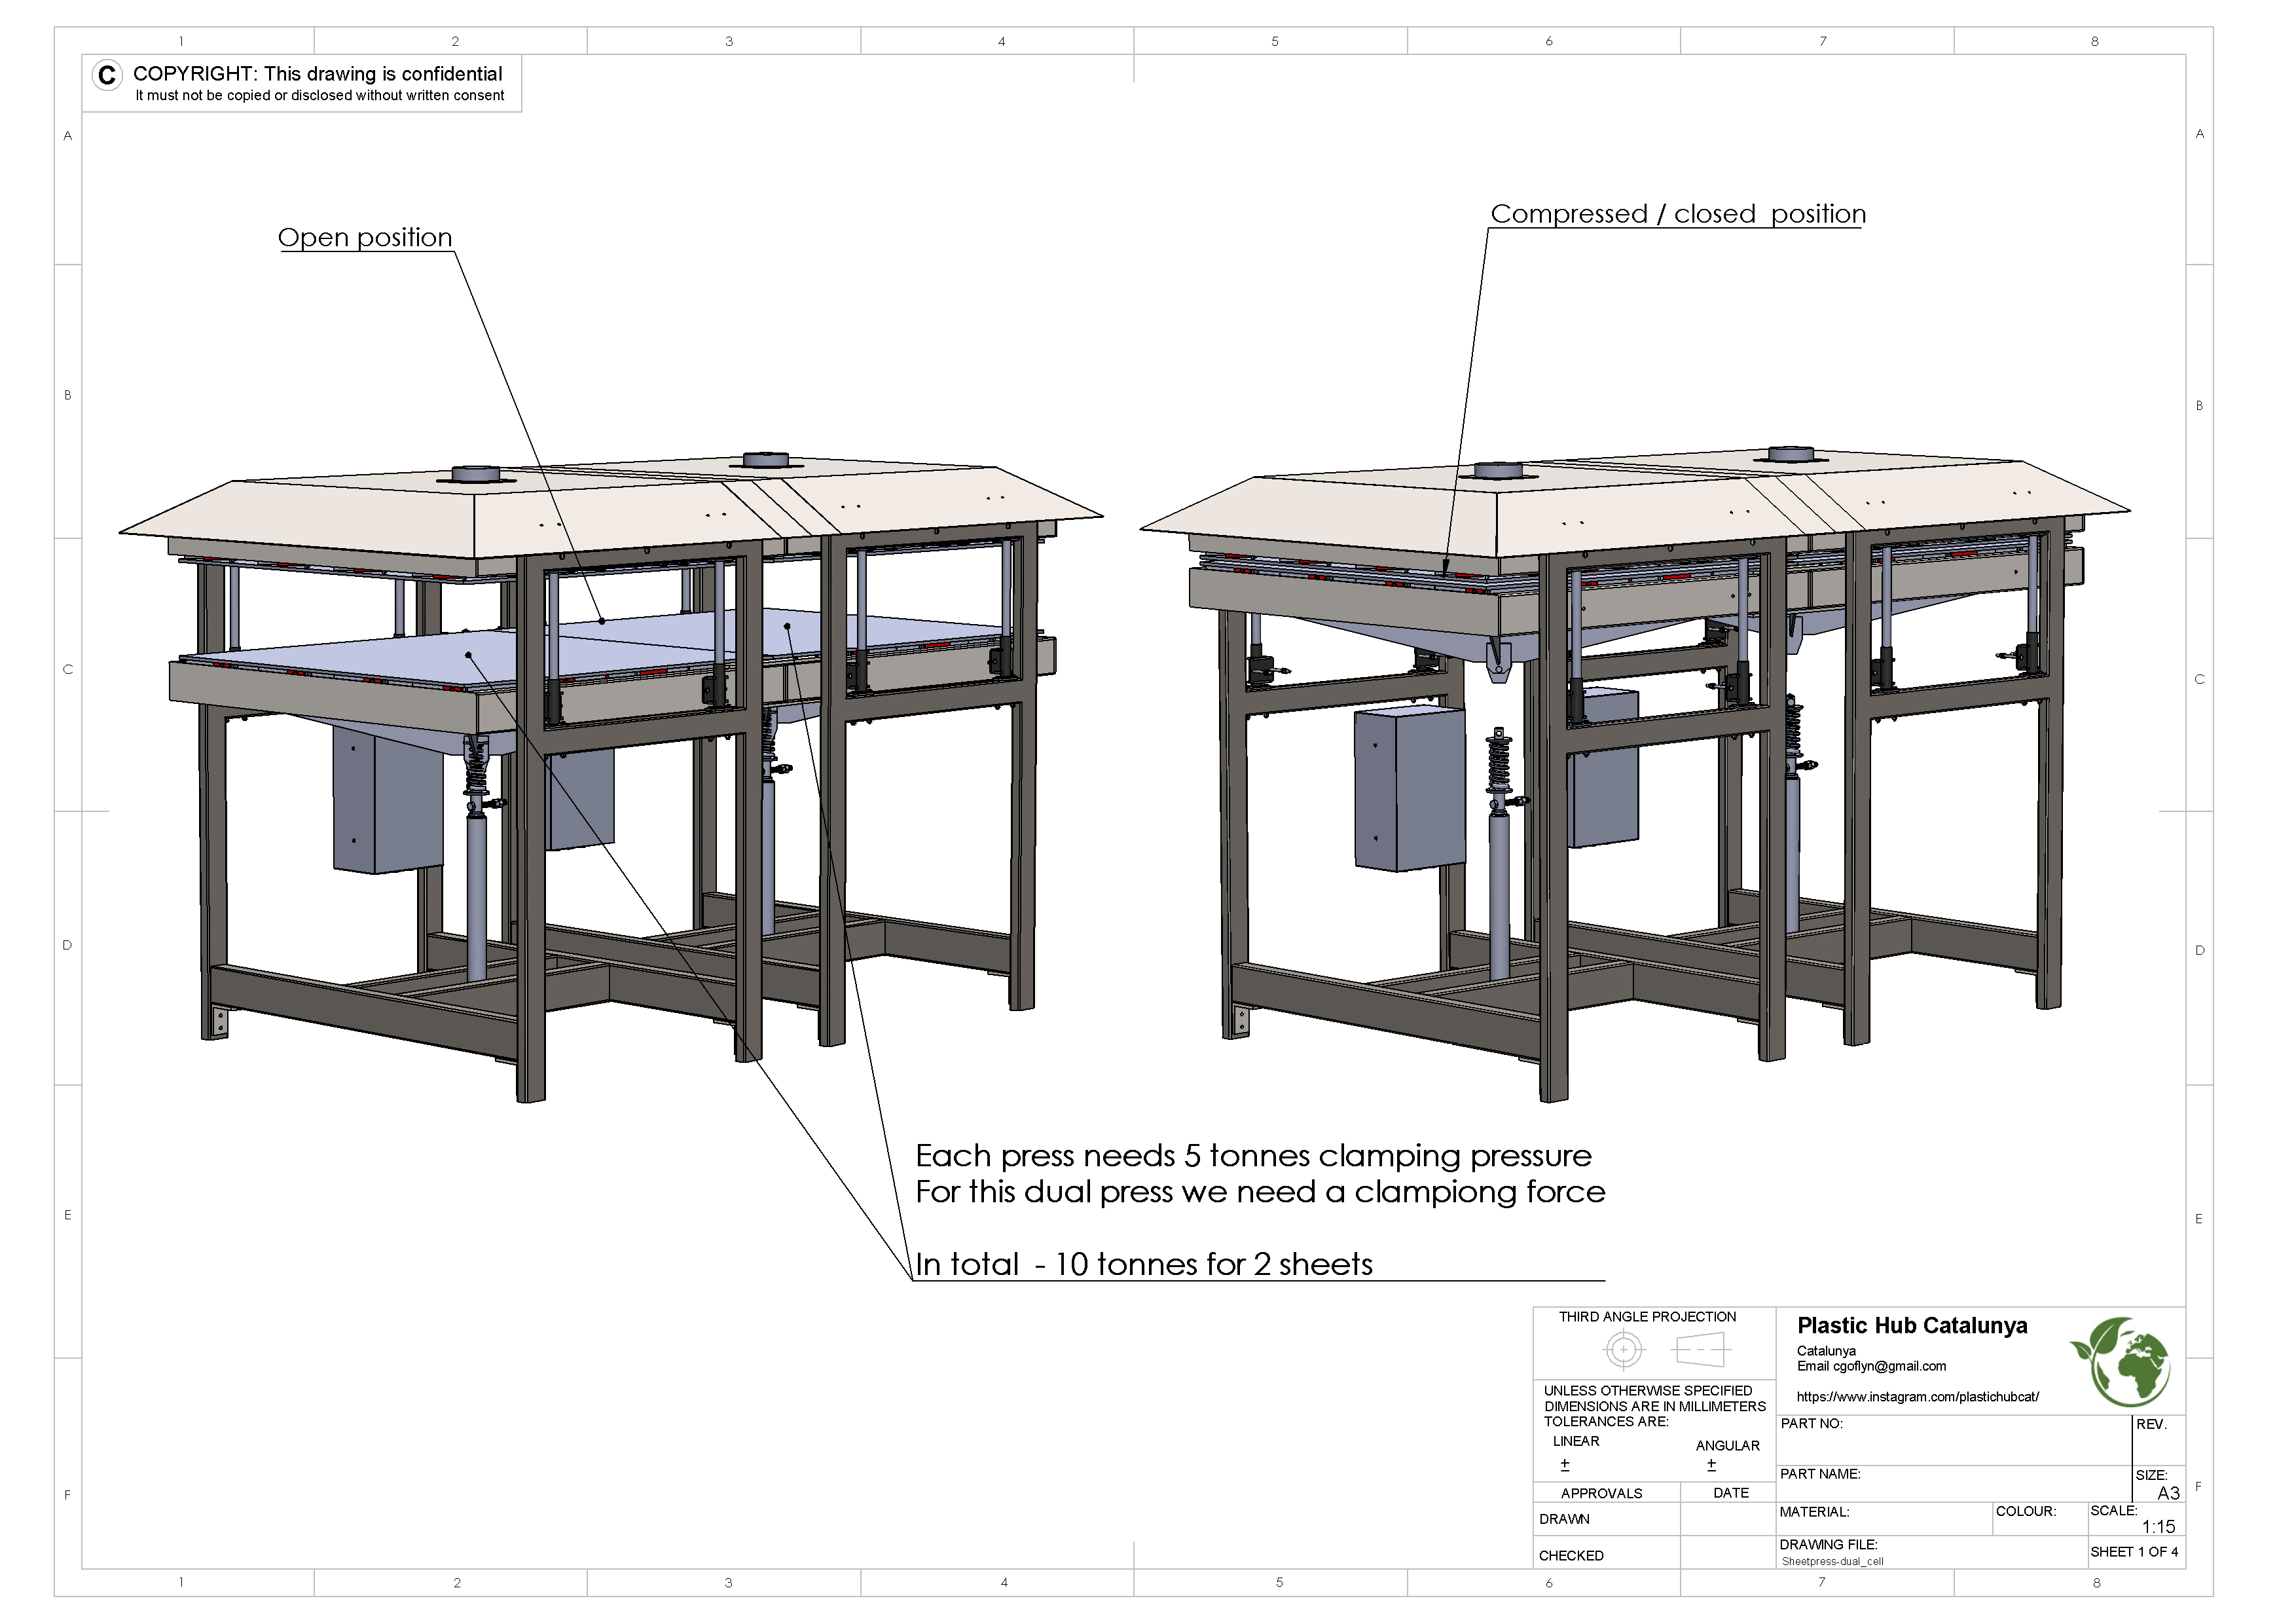 1 2 3 4 5 6 7 8
C COPYRIGHT: This drawing is confidential
It must not be copied or disclosed without written consent
A A
Compressed / closed  position
Open position
B B
C C
D D
Each press needs 5 tonnes clamping pressure
For this dual press we need a clampiong force
E E
In total  - 10 tonnes for 2 sheets
THIRD ANGLE PROJECTION
Plastic Hub Catalunya
Catalunya
Email cgoflyn@gmail.com
https://www.instagram.com/plastichubcat/
UNLESS OTHERWISE SPECIFIED
DIMENSIONS ARE IN MILLIMETERS
TOLERANCES ARE:
LINEAR ANGULAR
± ±
PART NO: REV.
PART NAME: SIZE:
A3
F F
APPROVALS DATE
MATERIAL: COLOUR: SCALE:
1:15
DRAWN
DRAWING FILE:
Sheetpress-dual_cell
SHEET 1 OF 4
CHECKED
1 2 3 4 5 6 7 8